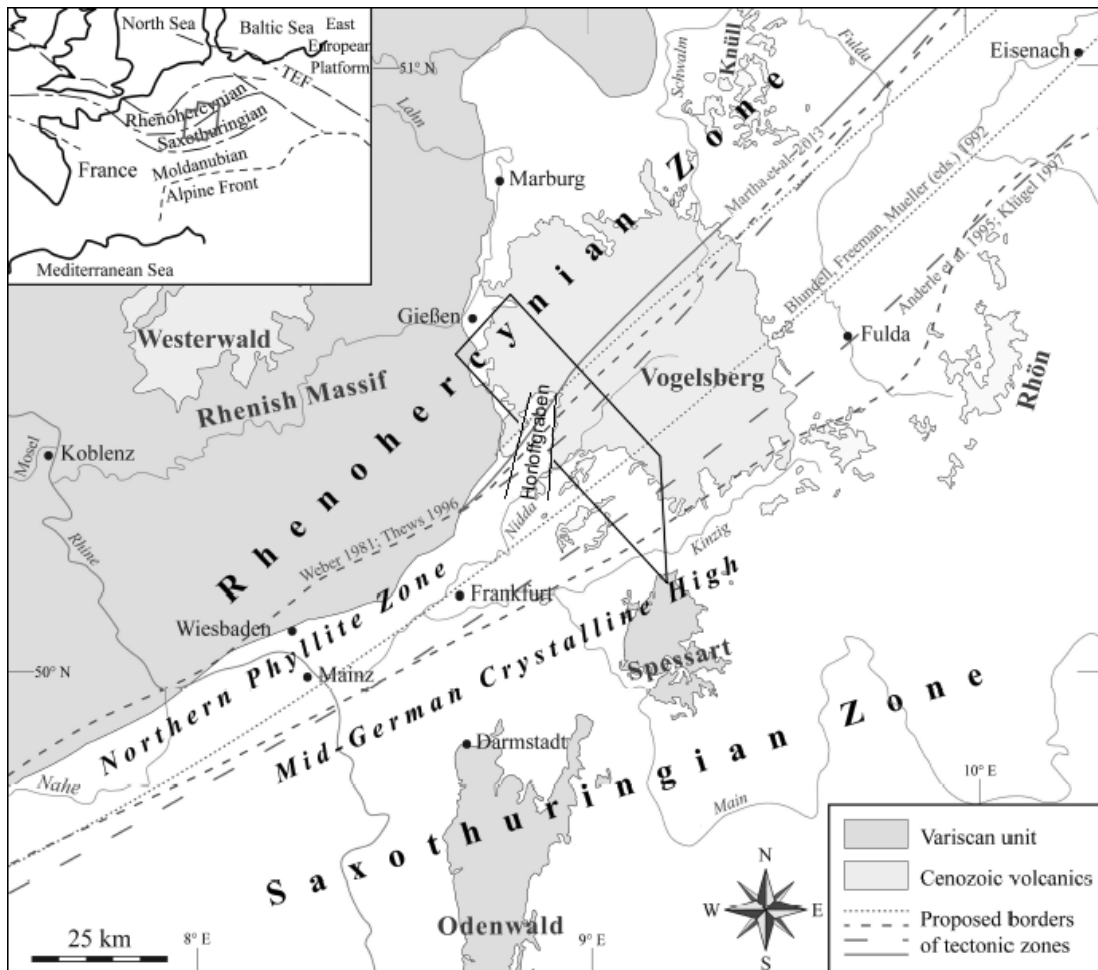 North Sea
Baltic Sea
East
European
Platform
TEF
Rhenohercynian
Saxothuringian
France
Moldanubian
Alpine Front
Mediterranean Sea
51° N
Lahn
Marburg
Schwalm
Knüll
Fulda
Eisenach
Martha et al. 2013
Blundell, Freeman, Mueller (eds.) 1992
Anderle et al. 1995; Klügel 1997
Gießen
Westerwald
Rhenish Massif
Vogelsberg
Fulda
Rhön
Mosel
Koblenz
Rhine
Rhenohercynian Zone
Horloffgraben
Nidda
Weber 1981; Thews 1996
Kinzig
Frankfurt
Wiesbaden
Mainz
50° N
Northern Phyllite Zone
Mid-German Crystalline High
Spessart
Nahe
Darmstadt
Saxothuringian Zone
Main
10° E
Odenwald
25 km
8° E
9° E
N
W
E
S
Variscan unit
Cenozoic volcanics
Proposed borders
of tectonic zones